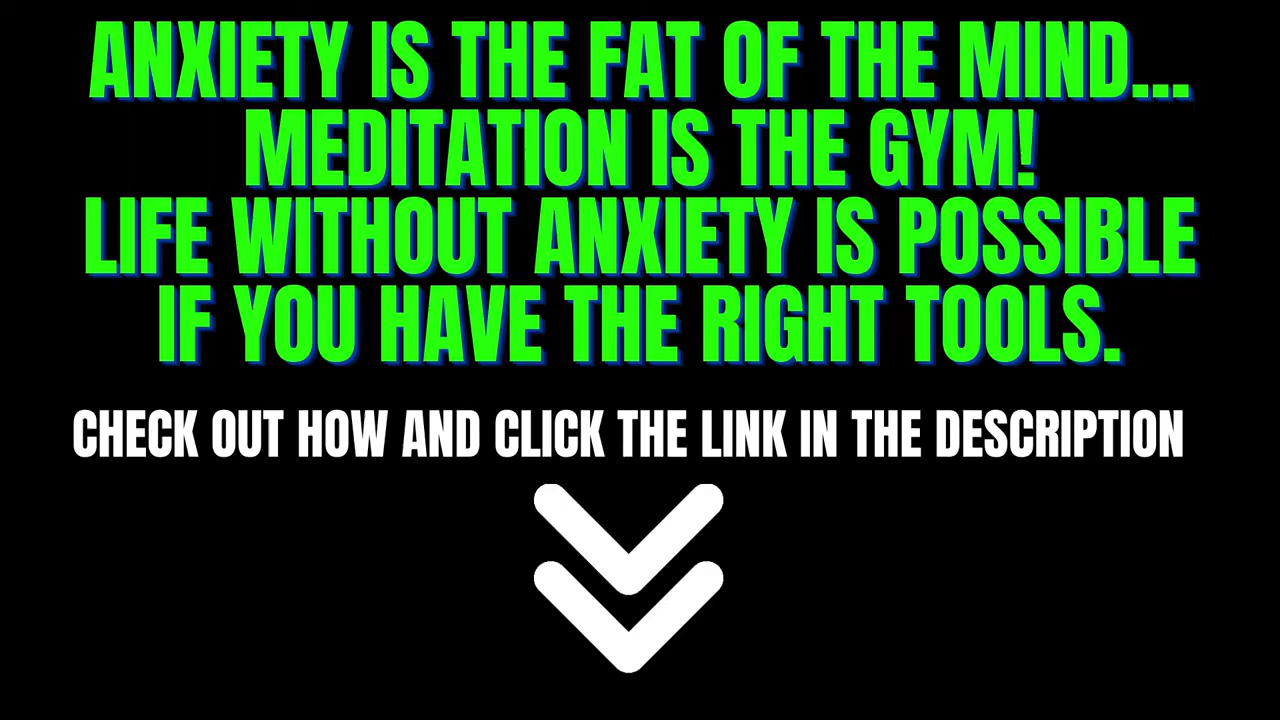 ANXIETY IS THE FAT OF THE MIND...
MEDITATION IS THE GYM!
LIFE WITHOUT ANXIETY IS POSSIBLE
IF YOU HAVE THE RIGHT TOOLS.
CHECK OUT HOW AND CLICK THE LINK IN THE DESCRIPTION